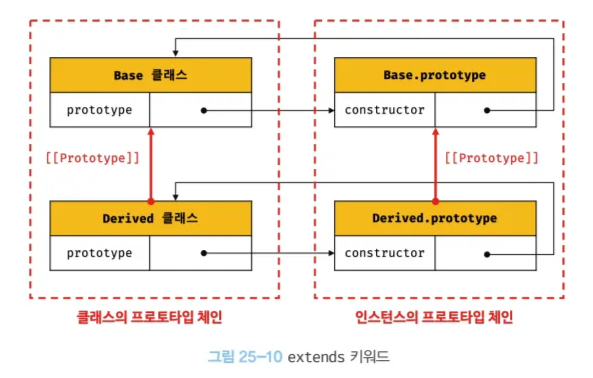 Base 클래스
Base.prototype
prototype
constructor
[[Prototype]]
[[Prototype]]
Derived 클래스
Derived.prototype
prototype
constructor
클래스의 프로토타입 체인
인스턴스의 프로토타입 체인
그림 25-10 extends 키워드